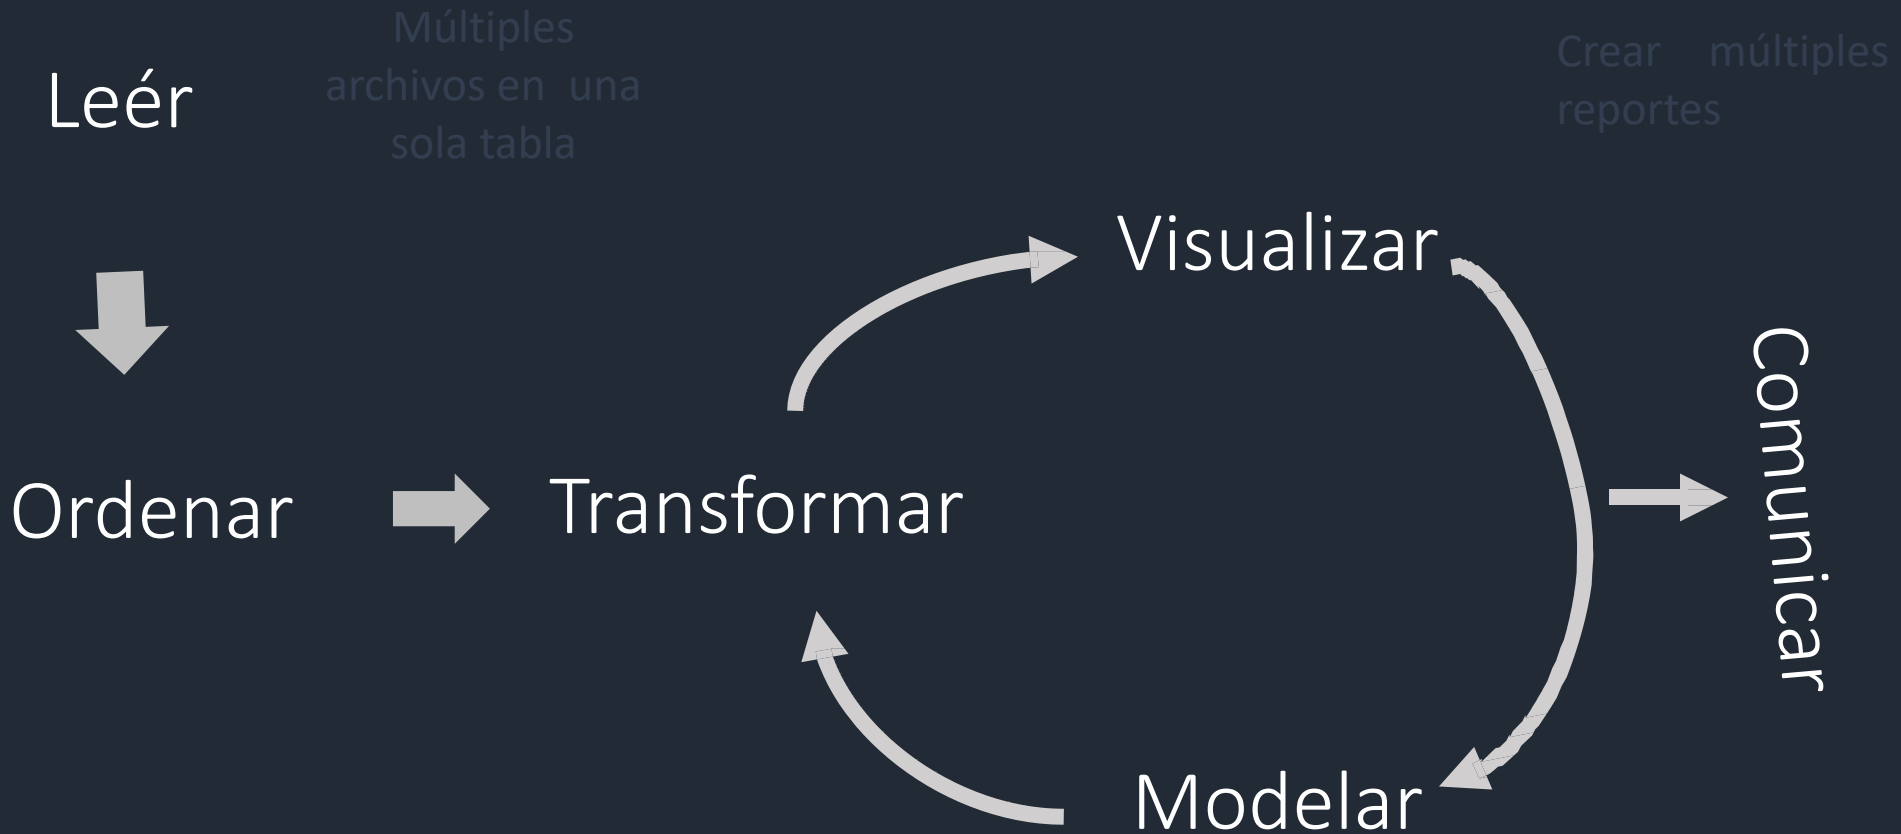 Múltiples
archivos en una
sola tabla
Crear múltiples
reportes
Leér
Visualizar
Comunicar
Ordenar
Transformar
Modelar